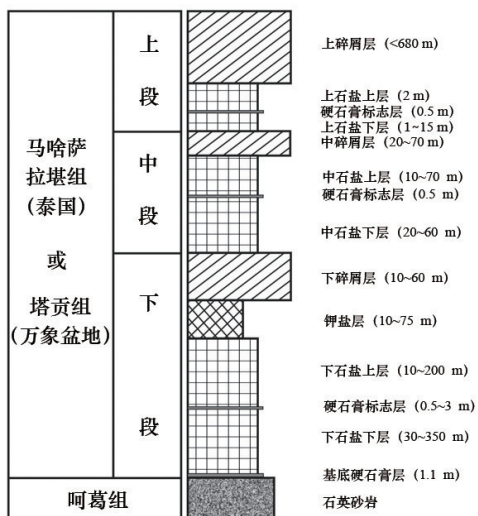 马啥萨
拉堪组
(泰国)
或
塔贡组
(万象盆地)
呵葛组
上
段
中
段
下
段
上碎屑层 (<680 m)
上石盐上层 (2 m)
硬石膏标志层 (0.5 m)
上石盐下层 (1~15 m)
中碎屑层 (20~70 m)
中石盐上层 (10~70 m)
硬石膏标志层 (0.5 m)
中石盐下层 (20~60 m)
下碎屑层 (10~60 m)
钾盐层 (10~75 m)
下石盐上层 (10~200 m)
硬石膏标志层 (0.5~3 m)
下石盐下层 (30~350 m)
基底硬石膏层 (1.1 m)
石英砂岩